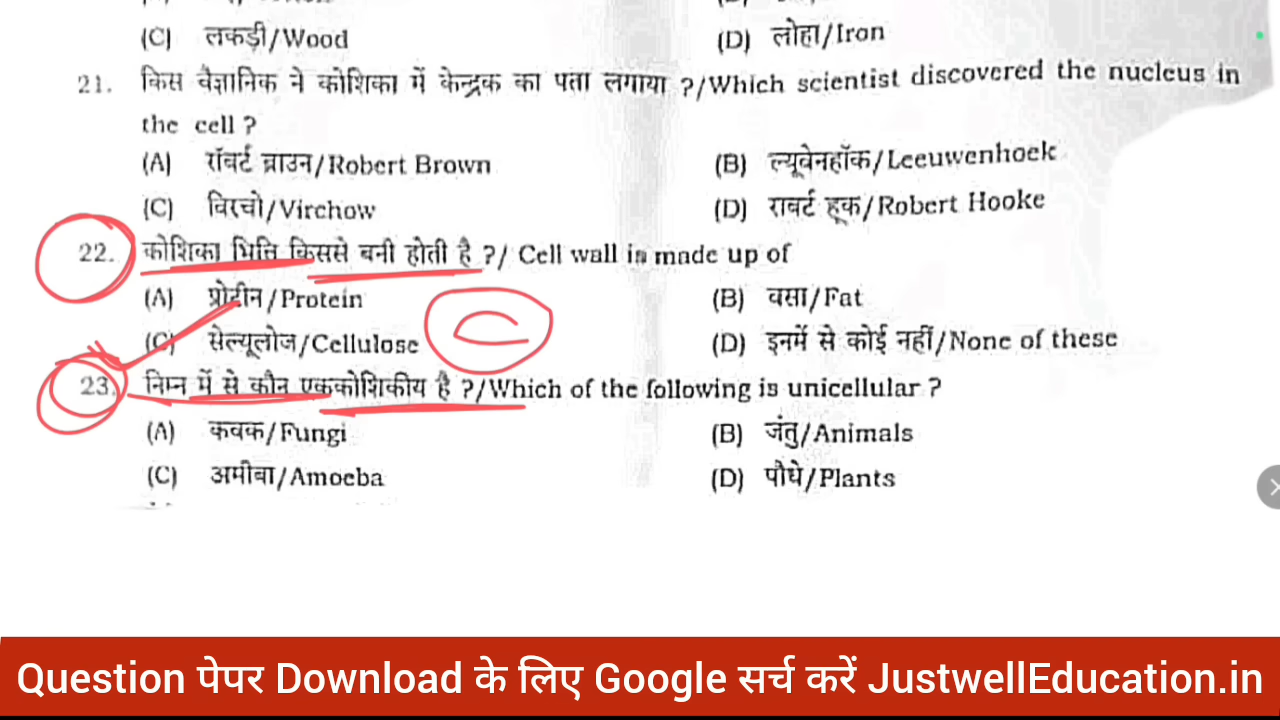 (C) लकड़ी/Wood (D) लोहा/Iron
21. किस वैज्ञानिक ने कोशिका में केन्द्रक का पता लगाया ?/Which scientist discovered the nucleus in
the cell ?
(A) रॉबर्ट ब्राउन/Robert Brown (B) ल्यूवेनहॉक/Leeuwenhoek
(C) विरचो/Virchow (D) राबर्ट हूक/Robert Hooke
22. कोशिका भित्ति किससे बनी होती है ?/ Cell wall is made up of
(A) प्रोटीन/Protein (B) वसा/Fat
(C) सेल्यूलोज/Cellulose C (D) इनमें से कोई नहीं/None of these
23. निम्न में से कौन एककोशिकीय है ?/Which of the following is unicellular ?
(A) कवक/Fungi (B) जंतु/Animals
(C) अमीबा/Amoeba (D) पौधे/Plants
Question पेपर Download के लिए Google सर्च करें JustwellEducation.in